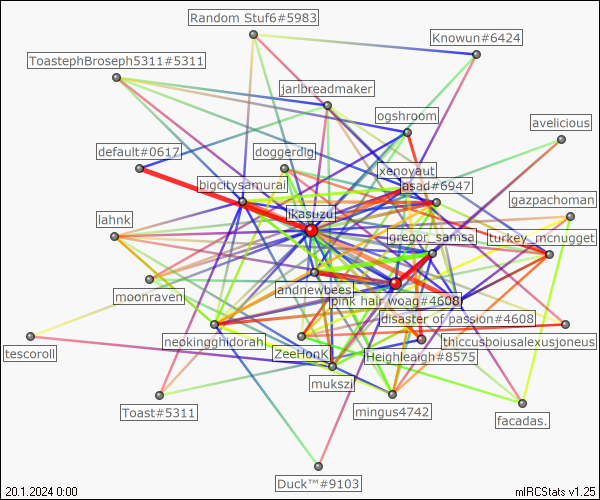 Random Stuf6#5983
Knowun#6424
ToastephBroseph5311#5311
jarlbreadmaker
ogshroom
avelicious
default#0617
doggerdig
xenoyaut
bigcitysamurai
asad#6947
gazpachoman
ikasuzu
lahnk
gregor_samsa
turkey_mcnugget
moonraven
andnewbees
pink hair woag#4608
disaster of passion#4608
neokingghidorah
thiccusboiusalexusjoneus
tescoroll
ZeeHonk
Heighleaigh#8575
mukszi
Toast#5311
mingus4742
facadas.
Duck™#9103
20.1.2024 0:00
mIRCStats v1.25